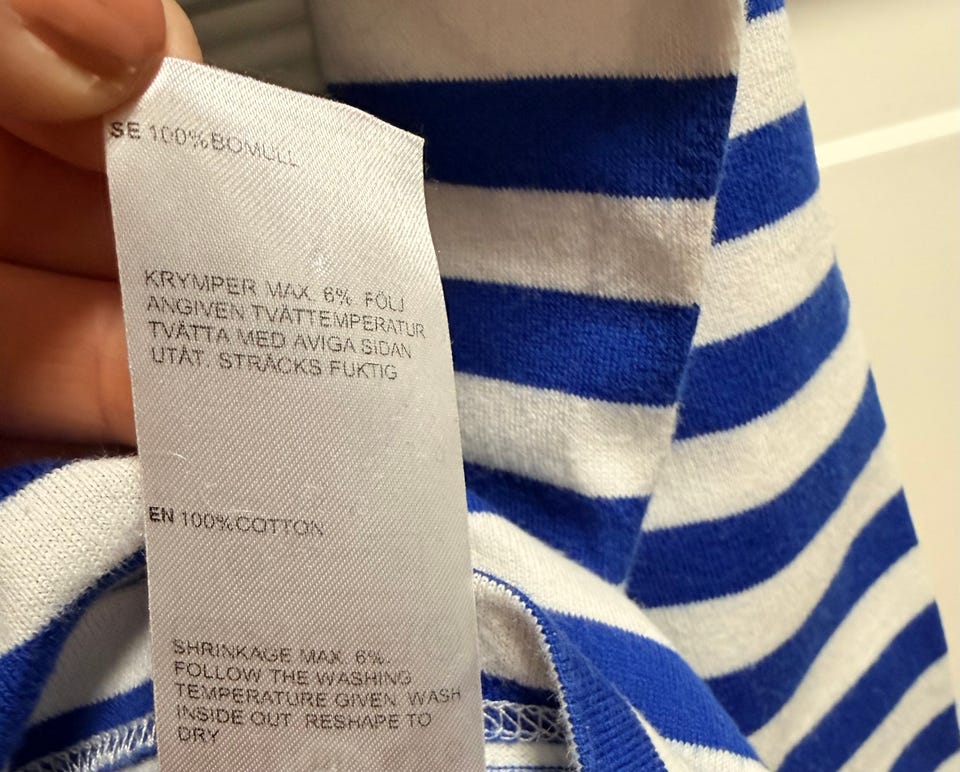 SE 100%BOMULL
KRYMPER MAX. 6%. FÖLJ
ANGIVEN TVÄTTEMPERATUR
TVÄTTA MED AVIGA SIDAN
UTÅT. STRÄCKS FUKTIG
EN 100%COTTON
SHRINKAGE MAX. 6%.
FOLLOW THE WASHING
TEMPERATURE GIVEN. WASH
INSIDE OUT. RESHAPE TO
DRY